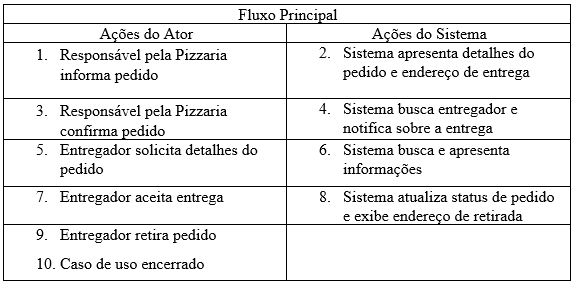 Fluxo Principal
Ações do Ator
Ações do Sistema
1. Responsável pela Pizzaria
informa pedido
2. Sistema apresenta detalhes do
pedido e endereço de entrega
3. Responsável pela Pizzaria
confirma pedido
4. Sistema busca entregador e
notifica sobre a entrega
5. Entregador solicita detalhes do
pedido
6. Sistema busca e apresenta
informações
7. Entregador aceita entrega
8. Sistema atualiza status de pedido
e exibe endereço de retirada
9. Entregador retira pedido
10. Caso de uso encerrado